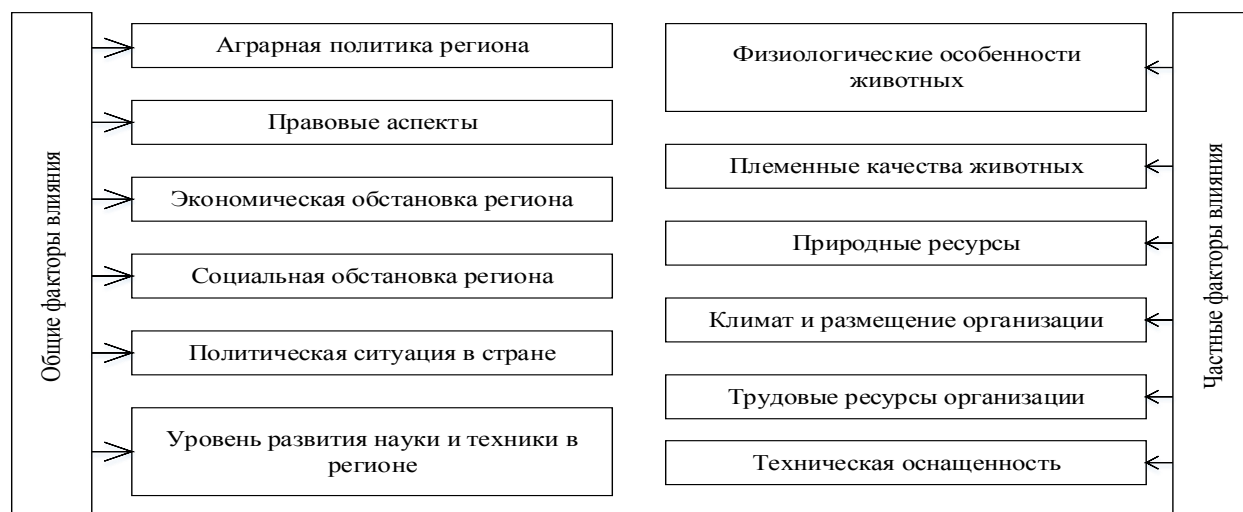 Общие факторы влияния
Аграрная политика региона
Правовые аспекты
Экономическая обстановка региона
Социальная обстановка региона
Политическая ситуация в стране
Уровень развития науки и техники в
регионе
Физиологические особенности
животных
Племенные качества животных
Природные ресурсы
Климат и размещение организации
Трудовые ресурсы организации
Техническая оснащенность
Частные факторы влияния